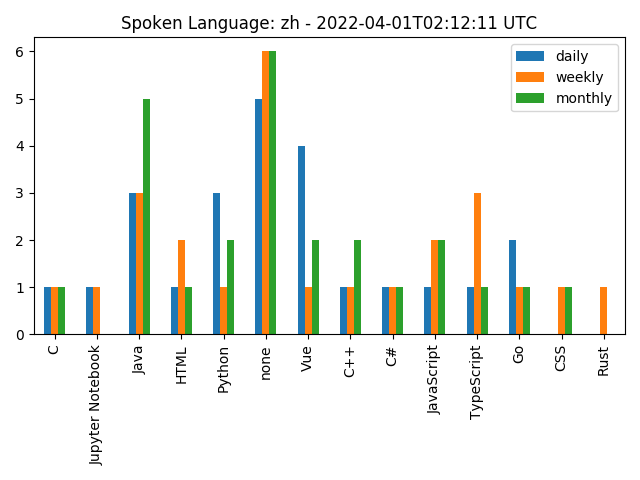 Spoken Language: zh - 2022-04-01T02:12:11 UTC
daily
weekly
monthly
6
5
4
3
2
1
0
C
Jupyter Notebook
Java
HTML
Python
none
Vue
C++
C#
JavaScript
TypeScript
Go
CSS
Rust